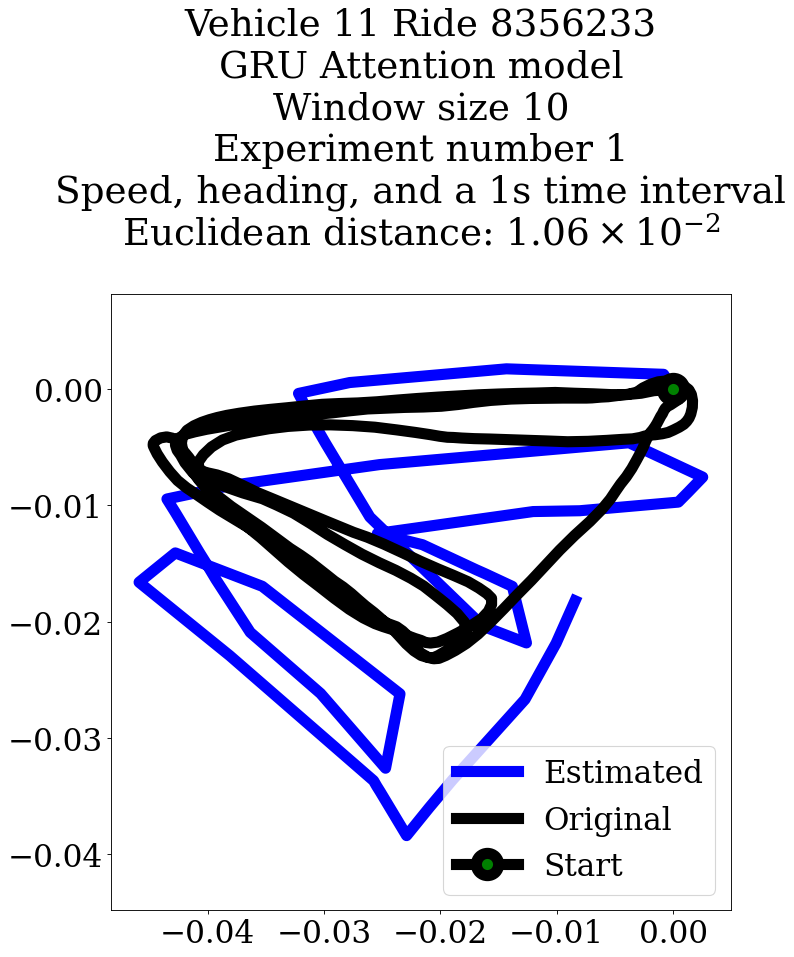 Vehicle 11 Ride 8356233
GRU Attention model
Window size 10
Experiment number 1
Speed, heading, and a 1s time interval
Euclidean distance: 1.06 × 10⁻²
0.00
−0.01
−0.02
−0.03
−0.04
Estimated
Original
Start
−0.04 −0.03 −0.02 −0.01 0.00